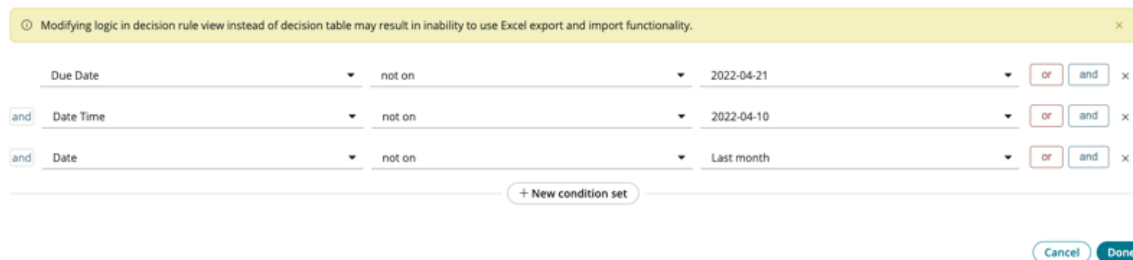 Modifying logic in decision rule view instead of decision table may result in inability to use Excel export and import functionality.
Due Date not on 2022-04-21 or and
and Date Time not on 2022-04-10 or and
and Date not on Last month or and
+ New condition set
Cancel Done